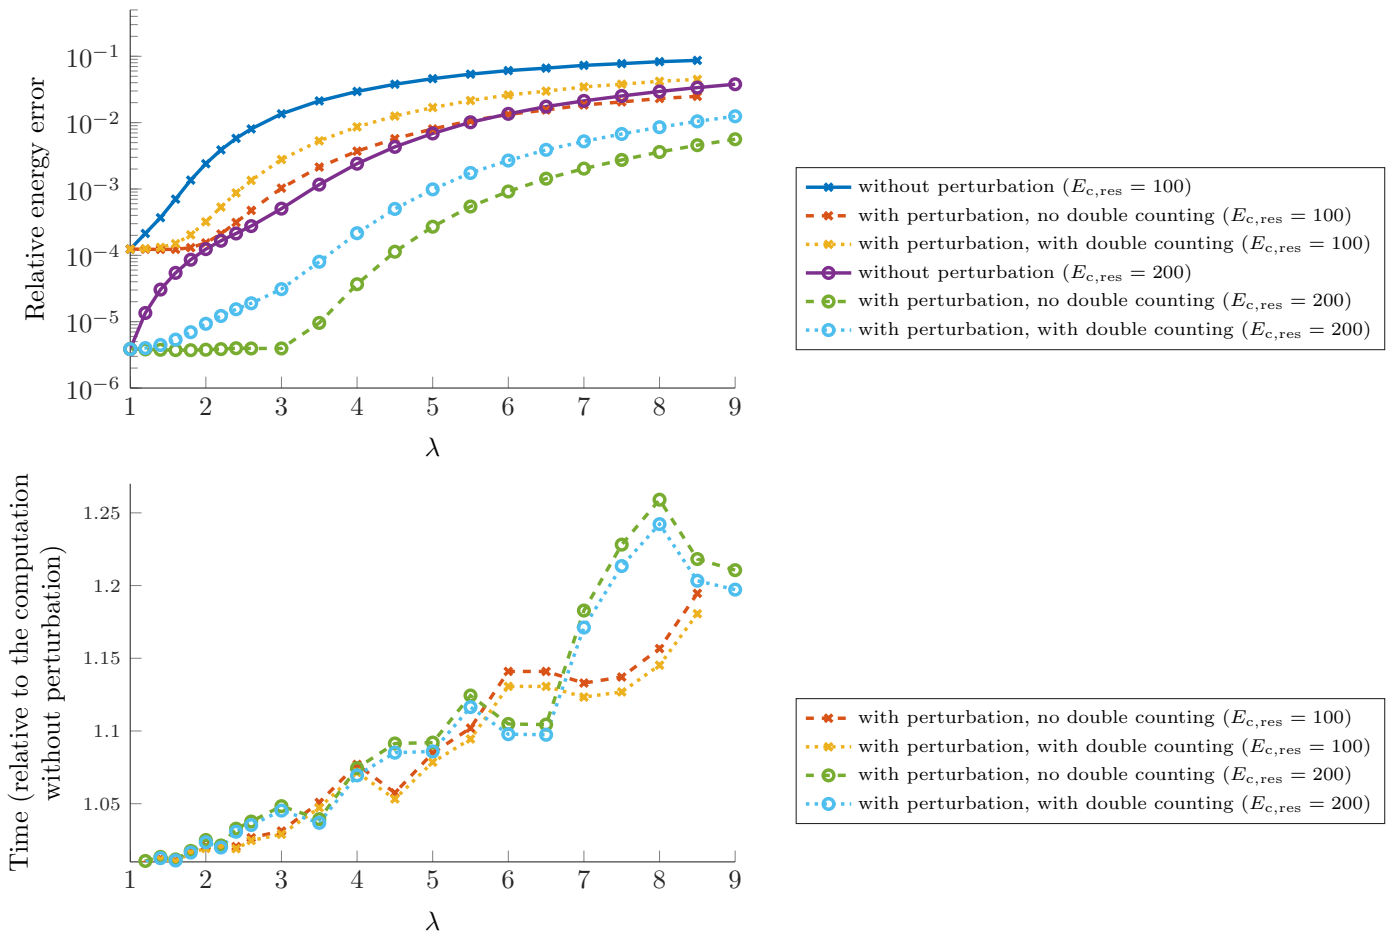 10⁻¹
10⁻²
10⁻³
10⁻⁴
10⁻⁵
10⁻⁶
Relative energy error
1 2 3 4 5 6 7 8 9
λ
without perturbation (E_c,res = 100)
with perturbation, no double counting (E_c,res = 100)
with perturbation, with double counting (E_c,res = 100)
without perturbation (E_c,res = 200)
with perturbation, no double counting (E_c,res = 200)
with perturbation, with double counting (E_c,res = 200)
1.25
1.2
1.15
1.1
1.05
Time (relative to the computation
without perturbation)
1 2 3 4 5 6 7 8 9
λ
with perturbation, no double counting (E_c,res = 100)
with perturbation, with double counting (E_c,res = 100)
with perturbation, no double counting (E_c,res = 200)
with perturbation, with double counting (E_c,res = 200)